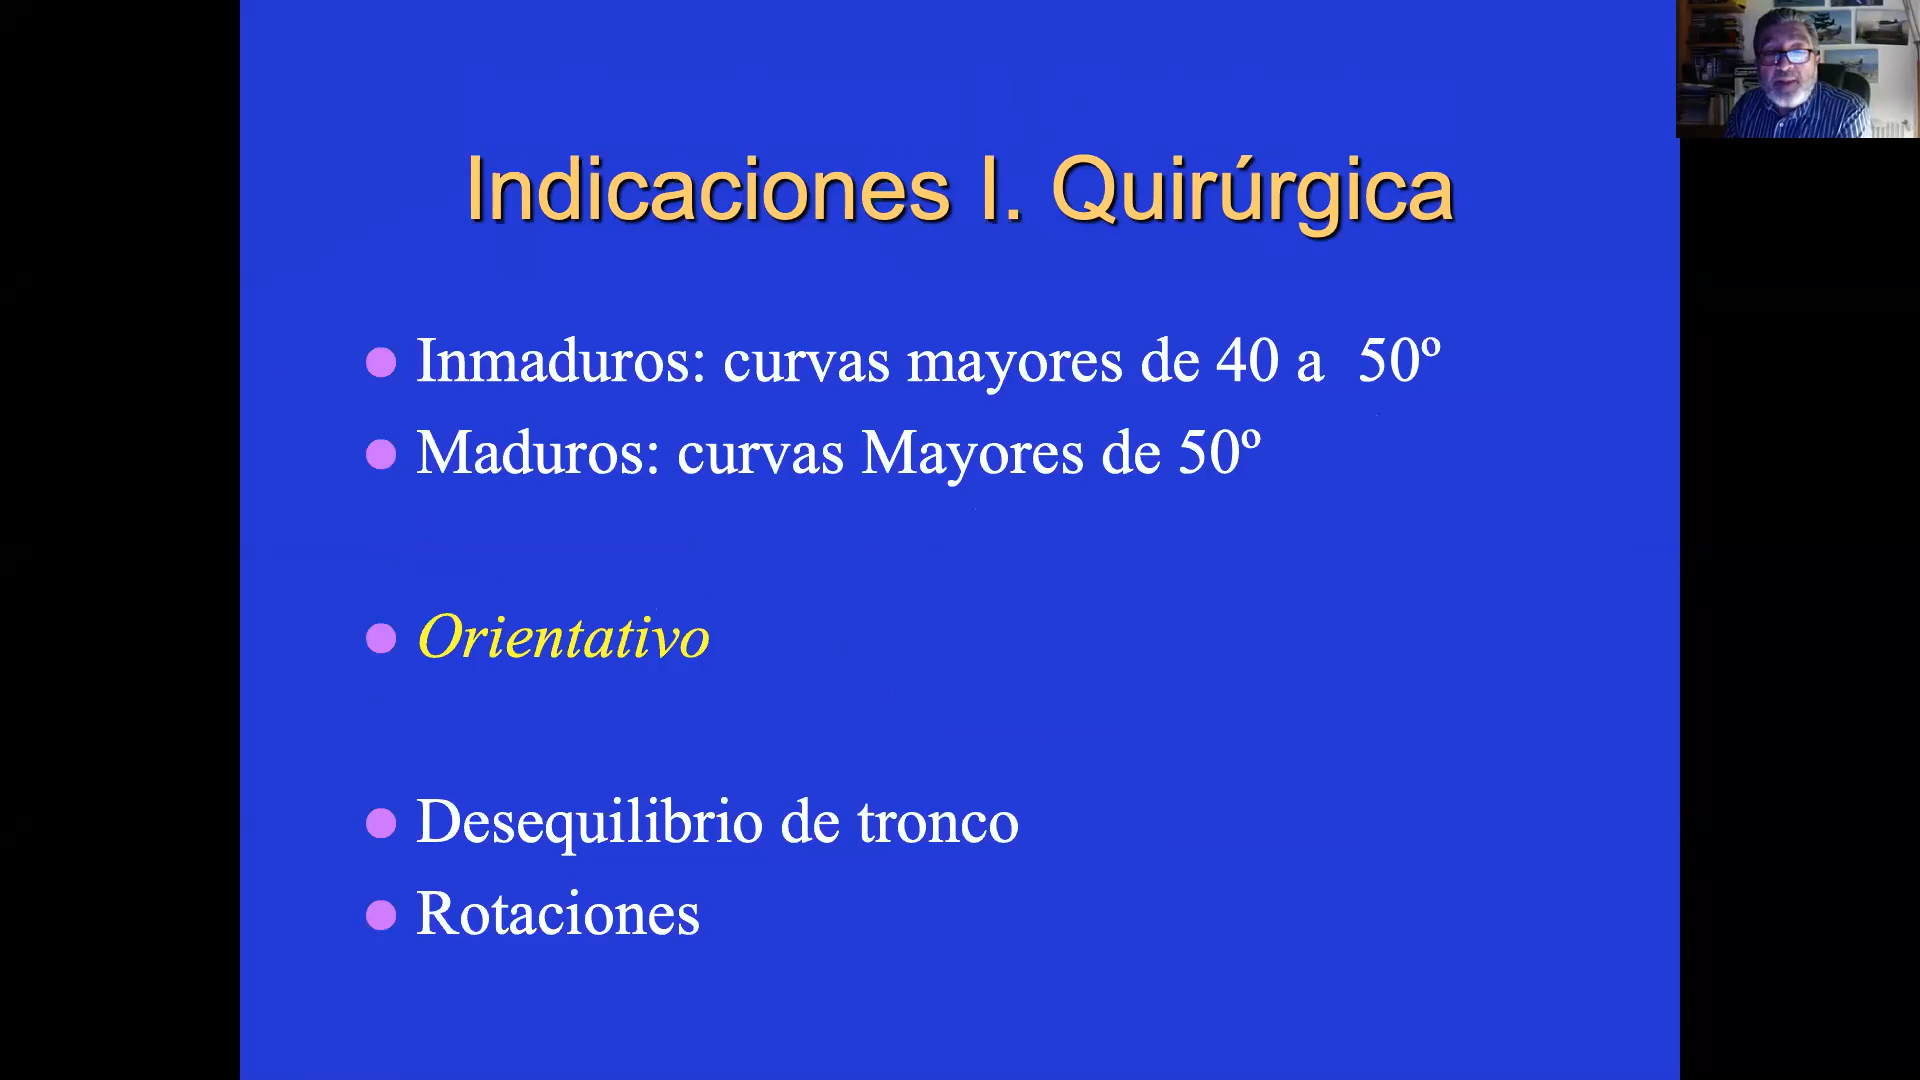 Indicaciones I. Quirúrgica
Inmaduros: curvas mayores de 40 a  50º
Maduros: curvas Mayores de 50º
Orientativo
Desequilibrio de tronco
Rotaciones